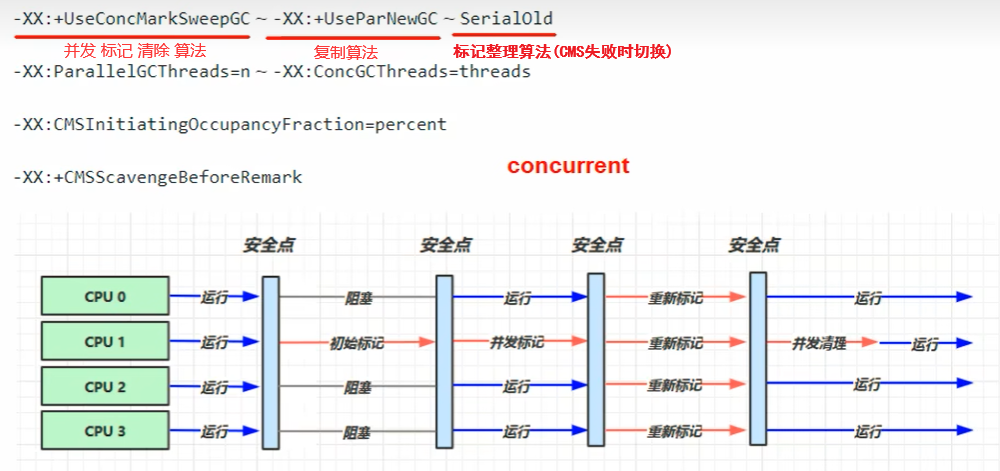 -XX:+UseConcMarkSweepGC ~ -XX:+UseParNewGC ~ SerialOld
并发 标记 清除 算法 复制算法 标记整理算法(CMS失败时切换)
-XX:ParallelGCThreads=n ~ -XX:ConcGCThreads=threads
-XX:CMSInitiatingOccupancyFraction=percent
concurrent
-XX:+CMSScavengeBeforeRemark
安全点 安全点 安全点 安全点
CPU 0 运行 阻塞 运行 重新标记 运行
CPU 1 运行 初始标记 并发标记 重新标记 并发清理 运行
CPU 2 运行 阻塞 运行 重新标记 运行
CPU 3 运行 阻塞 运行 重新标记 运行